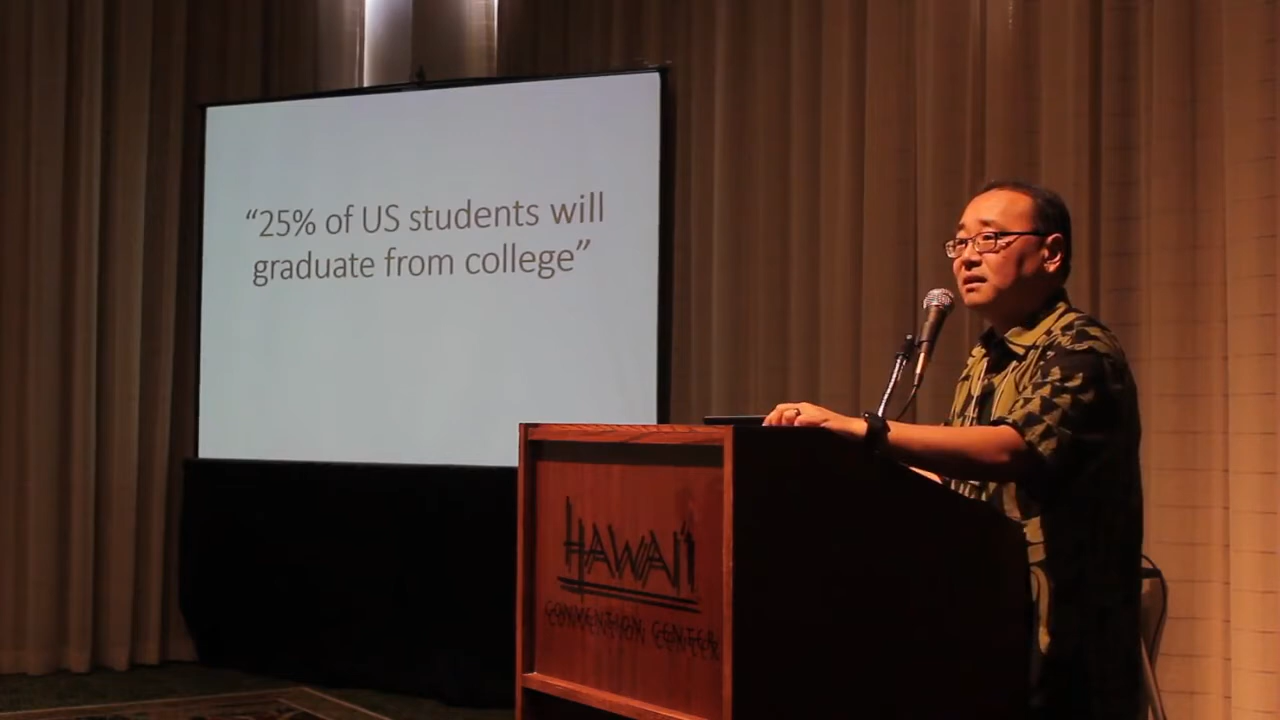 “25% of US students will
graduate from college”
HAWAI'I
CONVENTION CENTER